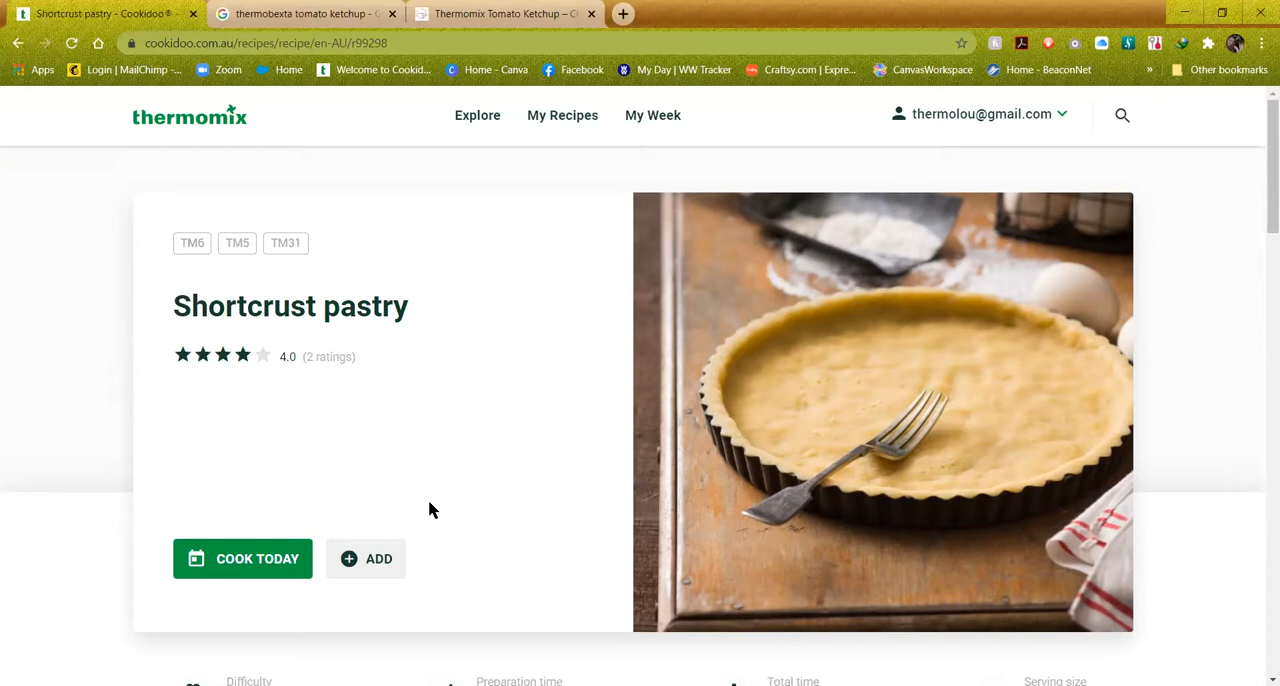 Shortcrust pastry - Cookidoo® -
thermobexta tomato ketchup - G
Thermomix Tomato Ketchup – Cl
cookidoo.com.au/recipes/recipe/en-AU/r99298
Apps
Login | MailChimp -...
Zoom
Home
Welcome to Cookid...
Home - Canva
Facebook
My Day | WW Tracker
Craftsy.com | Expre...
CanvasWorkspace
Home - BeaconNet
»
Other bookmarks
thermomix
Explore
My Recipes
My Week
thermolou@gmail.com
TM6
TM5
TM31
Shortcrust pastry
4.0 (2 ratings)
COOK TODAY
ADD
Difficulty
Preparation time
Total time
Serving size